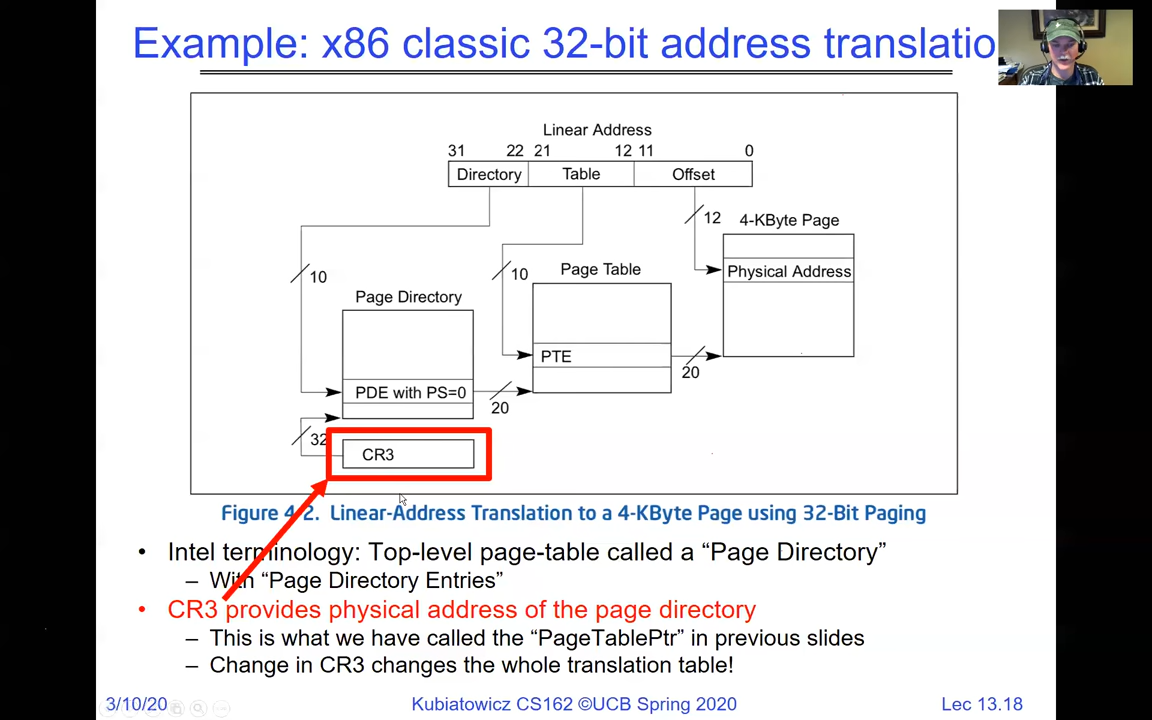 Example: x86 classic 32-bit address translatio
Linear Address
31 22 21 12 11 0
Directory Table Offset
12
4-KByte Page
Physical Address
10
10
Page Table
Page Directory
PTE
20
PDE with PS=0
20
32
CR3
Figure 4-2. Linear-Address Translation to a 4-KByte Page using 32-Bit Paging
• Intel terminology: Top-level page-table called a “Page Directory”
– With “Page Directory Entries”
• CR3 provides physical address of the page directory
– This is what we have called the “PageTablePtr” in previous slides
– Change in CR3 changes the whole translation table!
3/10/20 Kubiatowicz CS162 ©UCB Spring 2020 Lec 13.18